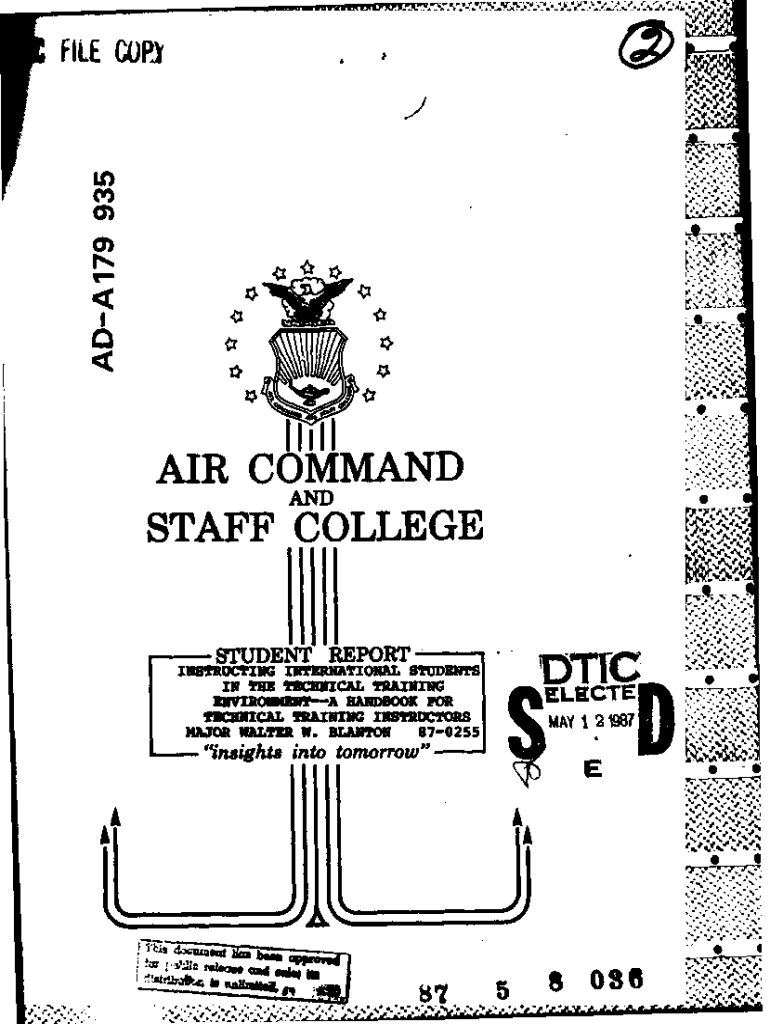 FILE COPY
2
AD-A179 935
AIR COMMAND
AND
STAFF COLLEGE
STUDENT REPORT
INSTRUCTING INTERNATIONAL STUDENTS
IN THE TECHNICAL TRAINING
ENVIRONMENT--A HANDBOOK FOR
TECHNICAL TRAINING INSTRUCTORS
MAJOR WALTER W. BLANTON 87-0255
"insights into tomorrow"
DTIC
ELECTE
MAY 12 1987
S D
E
This document has been approved
for public release and sale; its
distribution is unlimited.
87 5 8 036